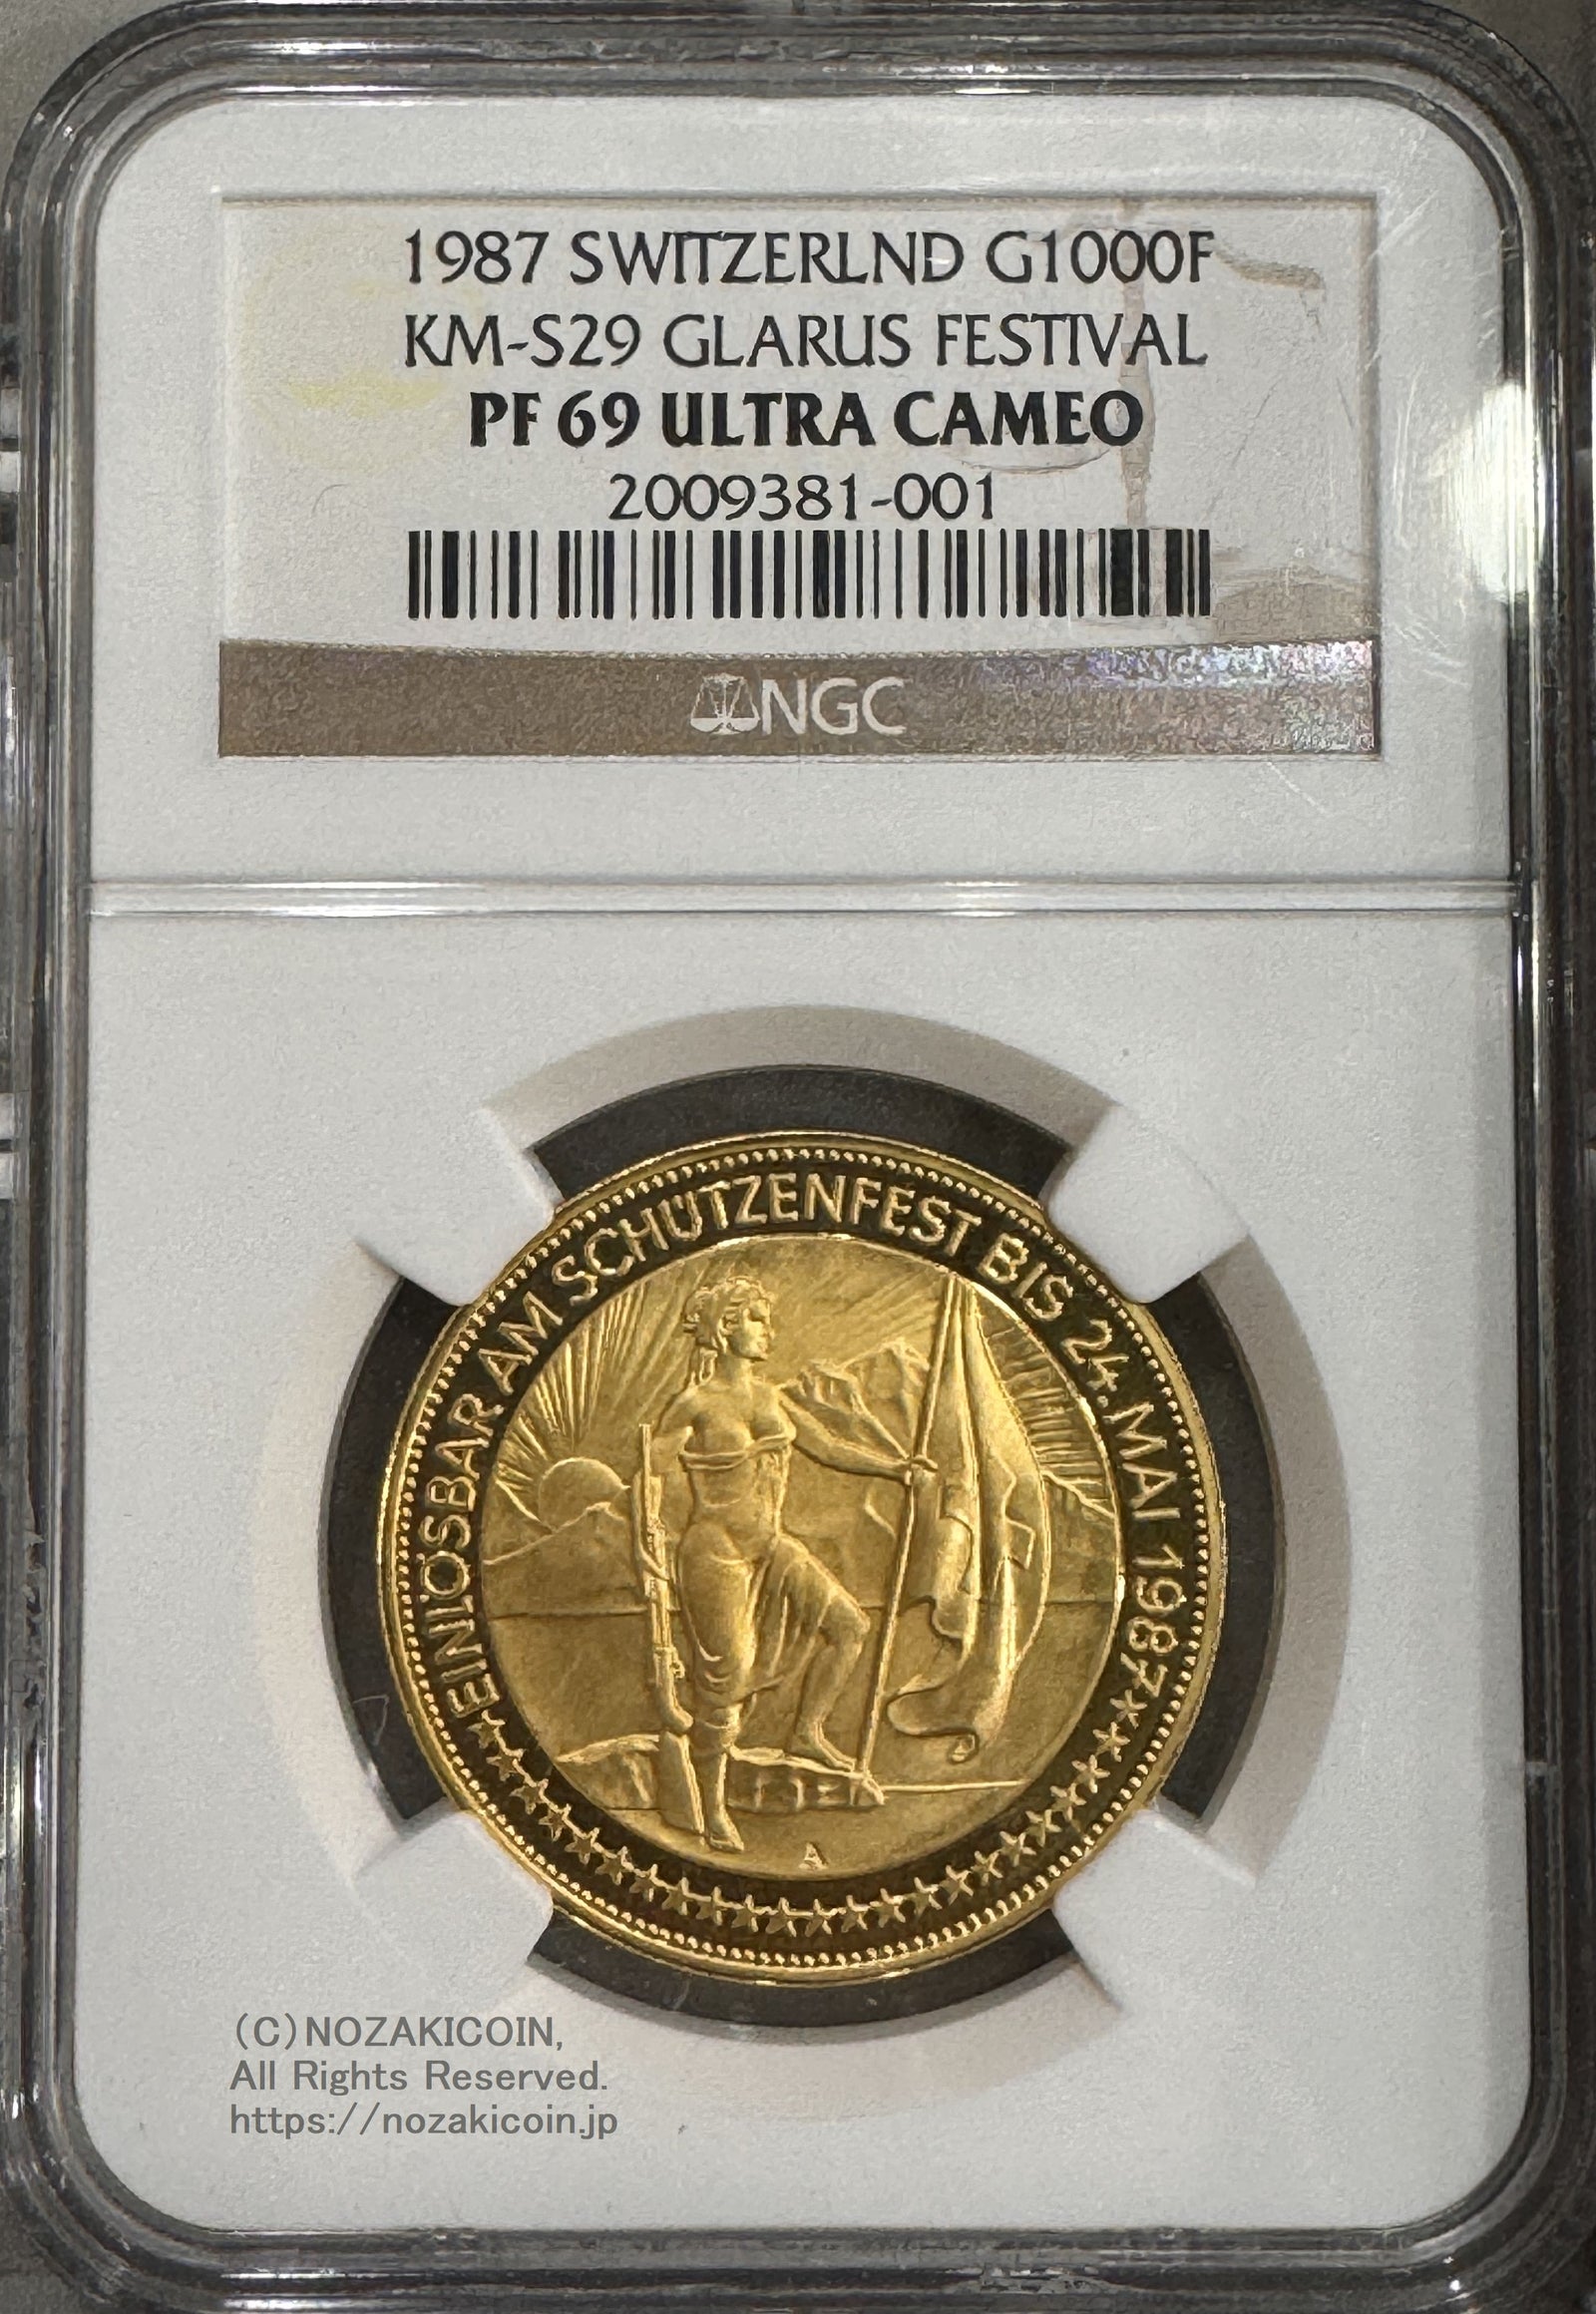 1987 SWITZERLND G1000F
KM-S29 GLARUS FESTIVAL
PF 69 ULTRA CAMEO
2009381-001
NGC
EINLÖSBAR AM SCHÜTZENFEST BIS 24. MAI 1987
A
(C)NOZAKICOIN,
All Rights Reserved.
https://nozakicoin.jp